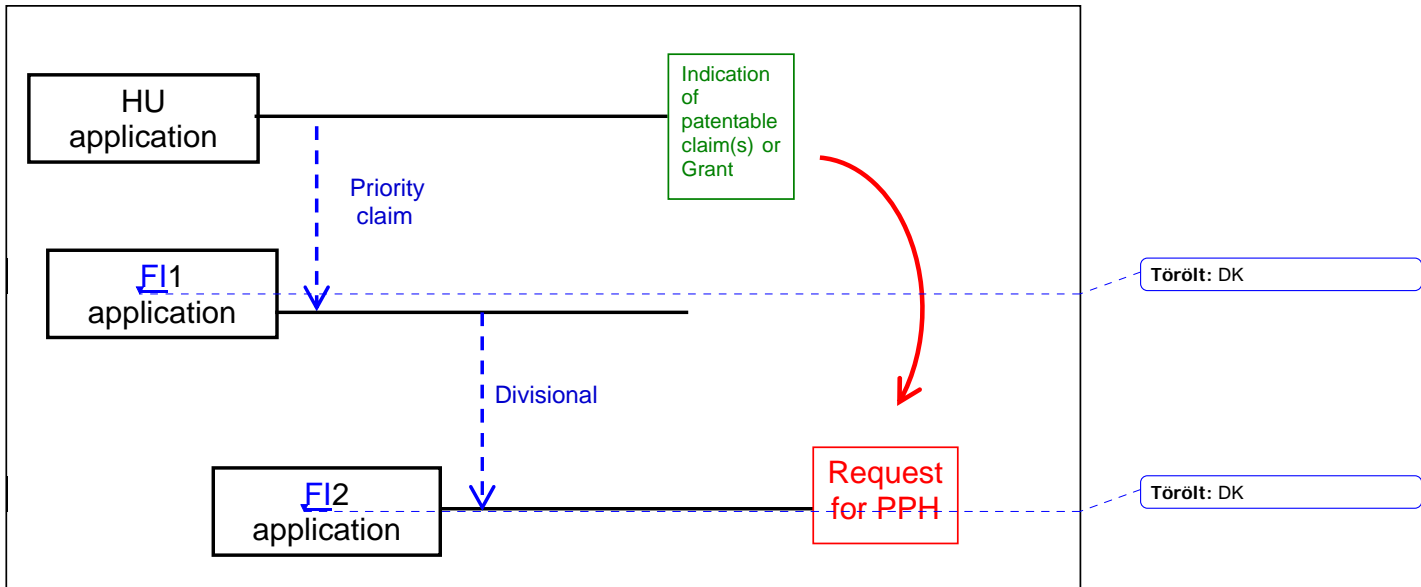 HU
application
Indication
of
patentable
claim(s) or
Grant
Priority
claim
FI1
application
Törölt: DK
Divisional
FI2
application
Request
for PPH
Törölt: DK